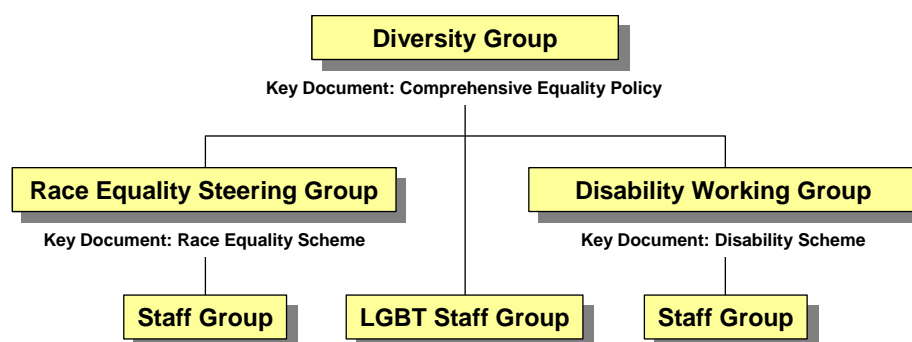 Diversity Group
Key Document: Comprehensive Equality Policy
Race Equality Steering Group
Disability Working Group
Key Document: Race Equality Scheme
Key Document: Disability Scheme
Staff Group
LGBT Staff Group
Staff Group